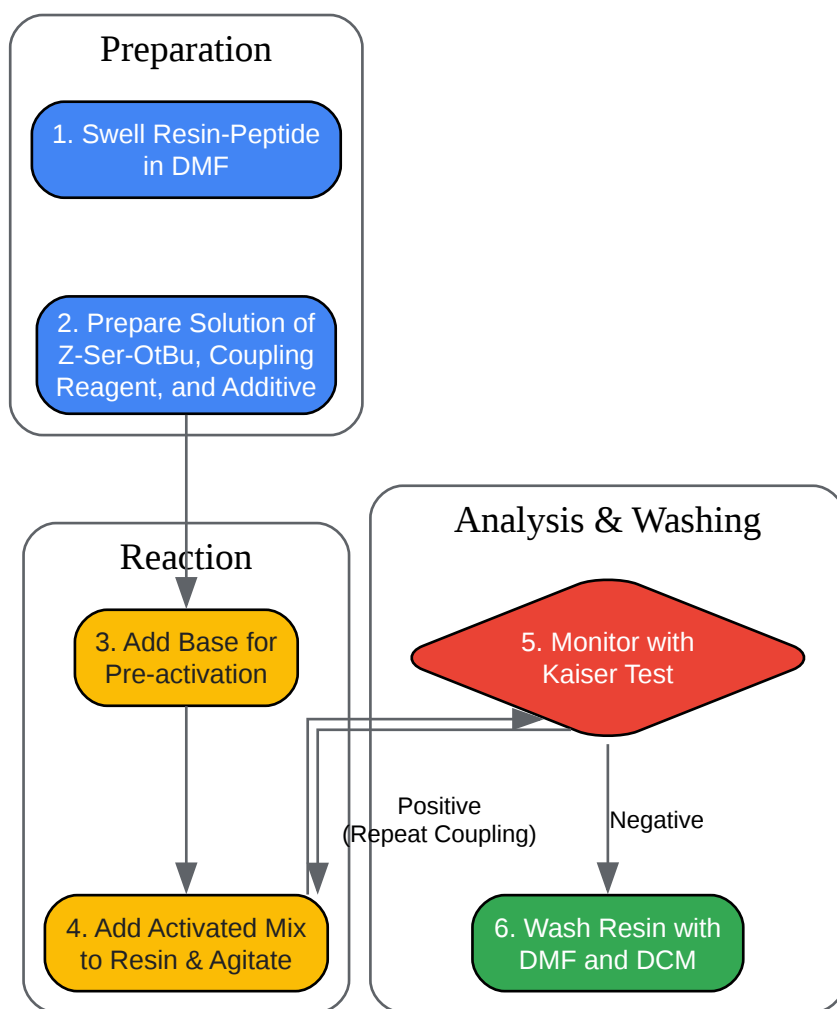 Preparation
1. Swell Resin-Peptide
in DMF
2. Prepare Solution of
Z-Ser-OtBu, Coupling
Reagent, and Additive
Reaction
3. Add Base for
Pre-activation
4. Add Activated Mix
to Resin & Agitate
Analysis & Washing
5. Monitor with
Kaiser Test
Positive
(Repeat Coupling)
Negative
6. Wash Resin with
DMF and DCM